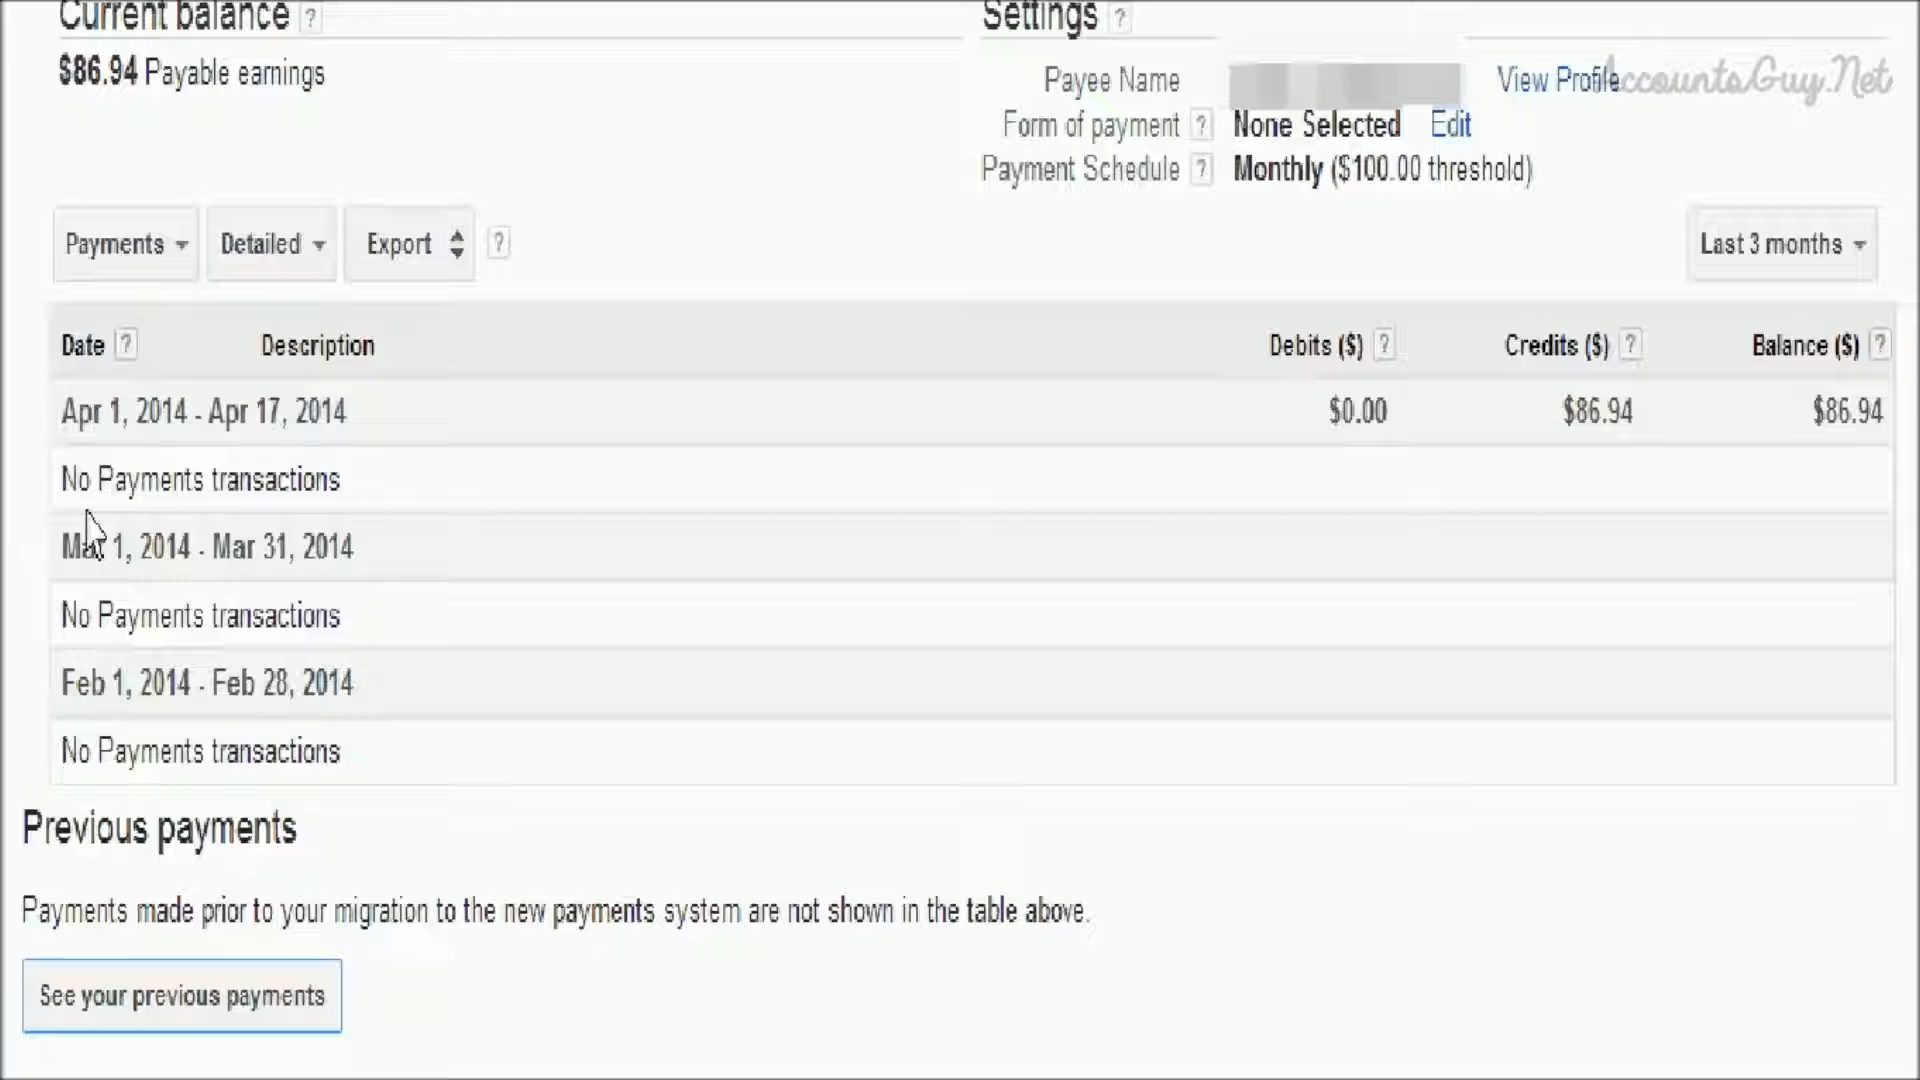 Current balance ?
$86.94 Payable earnings
Settings ?
Payee Name View Profile
AccountsGuy.Net
Form of payment ? None Selected Edit
Payment Schedule ? Monthly ($100.00 threshold)
Payments Detailed Export ? Last 3 months
Date ? Description Debits ($) ? Credits ($) ? Balance ($) ?
Apr 1, 2014 - Apr 17, 2014 $0.00 $86.94 $86.94
No Payments transactions
Mar 1, 2014 - Mar 31, 2014
No Payments transactions
Feb 1, 2014 - Feb 28, 2014
No Payments transactions
Previous payments
Payments made prior to your migration to the new payments system are not shown in the table above.
See your previous payments